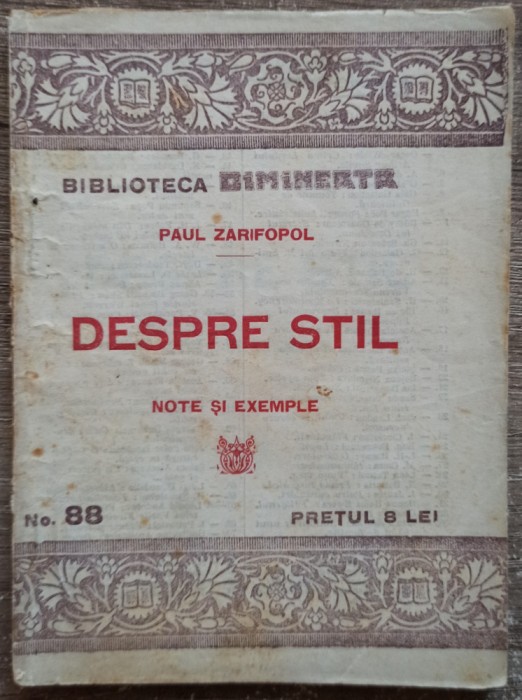 BIBLIOTECA DIMINEAȚA
PAUL ZARIFOPOL
DESPRE STIL
NOTE ȘI EXEMPLE
No. 88
PREȚUL 8 LEI